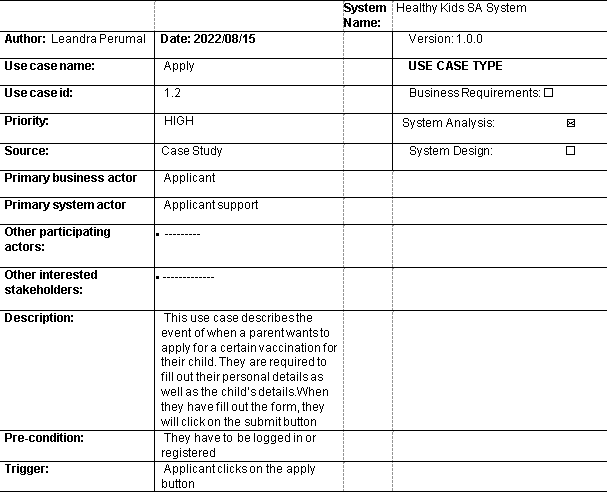 System Name: Healthy Kids SA System
Author: Leandra Perumal Date: 2022/08/15 Version: 1.0.0
Use case name: Apply USE CASE TYPE
Use case id: 1.2 Business Requirements: ☐
Priority: HIGH System Analysis: ☒
Source: Case Study System Design: ☐
Primary business actor Applicant
Primary system actor Applicant support
Other participating
actors:
▪ ---------
Other interested
stakeholders:
▪ -------------
Description: This use case describes the
event of when a parent wants to
apply for a certain vaccination for
their child. They are required to
fill out their personal details as
well as the child's details.When
they have fill out the form, they
will click on the submit button
Pre-condition: They have to be logged in or
registered
Trigger: Applicant clicks on the apply
button